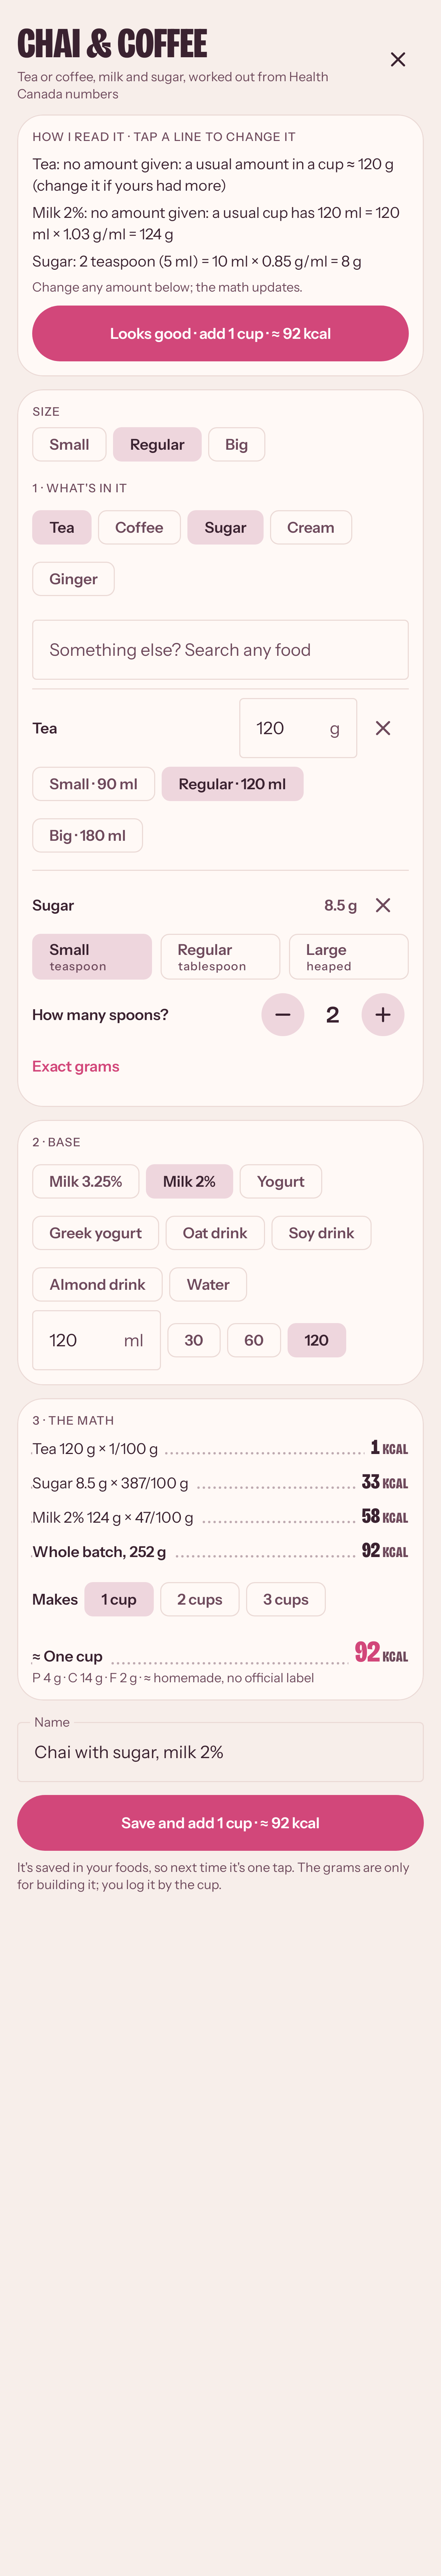 CHAI & COFFEE
Tea or coffee, milk and sugar, worked out from Health
Canada numbers
HOW I READ IT · TAP A LINE TO CHANGE IT
Tea: no amount given: a usual amount in a cup ≈ 120 g
(change it if yours had more)
Milk 2%: no amount given: a usual cup has 120 ml = 120
ml × 1.03 g/ml = 124 g
Sugar: 2 teaspoon (5 ml) = 10 ml × 0.85 g/ml = 8 g
Change any amount below; the math updates.
Looks good · add 1 cup · ≈ 92 kcal
SIZE
Small Regular Big
1 · WHAT'S IN IT
Tea Coffee Sugar Cream
Ginger
Something else? Search any food
Tea 120 g
Small · 90 ml Regular · 120 ml
Big · 180 ml
Sugar 8.5 g
Small Regular Large
teaspoon tablespoon heaped
How many spoons? − 2 +
Exact grams
2 · BASE
Milk 3.25% Milk 2% Yogurt
Greek yogurt Oat drink Soy drink
Almond drink Water
120 ml 30 60 120
3 · THE MATH
Tea 120 g × 1/100 g 1 KCAL
Sugar 8.5 g × 387/100 g 33 KCAL
Milk 2% 124 g × 47/100 g 58 KCAL
Whole batch, 252 g 92 KCAL
Makes 1 cup 2 cups 3 cups
≈ One cup 92 KCAL
P 4 g · C 14 g · F 2 g · ≈ homemade, no official label
Name
Chai with sugar, milk 2%
Save and add 1 cup · ≈ 92 kcal
It's saved in your foods, so next time it's one tap. The grams are only
for building it; you log it by the cup.